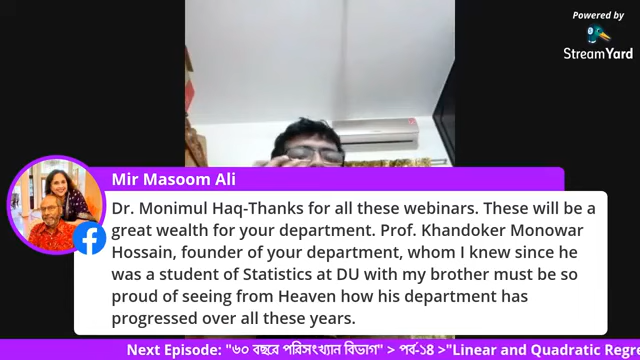 Powered by
StreamYard
Mir Masoom Ali
Dr. Monimul Haq-Thanks for all these webinars. These will be a
great wealth for your department. Prof. Khandoker Monowar
Hossain, founder of your department, whom I knew since he
was a student of Statistics at DU with my brother must be so
proud of seeing from Heaven how his department has
progressed over all these years.
Next Episode: "৬০ বছরে পরিসংখ্যান বিভাগ" > পর্ব-১৪ >"Linear and Quadratic Regre